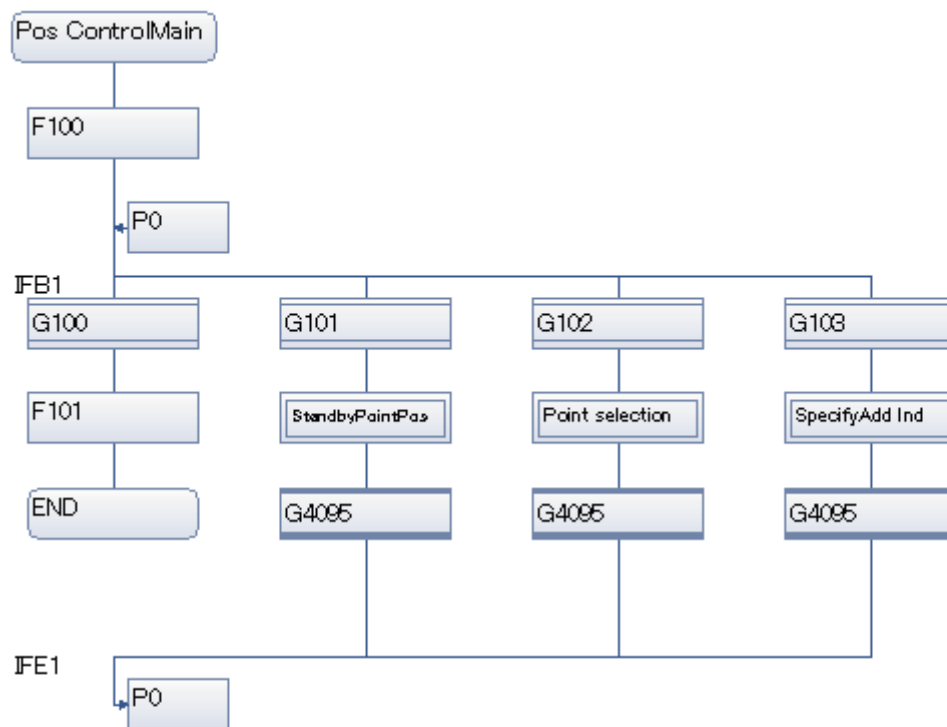 Pos ControlMain
F100
P0
IFB1
G100 G101 G102 G103
F101 StandbyPointPos Point selection SpecifyAdd Ind
END G4095 G4095 G4095
IFE1
P0